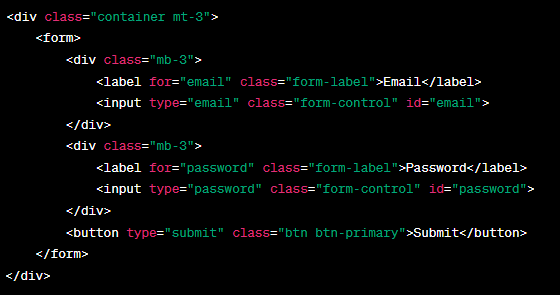 <div class="container mt-3">
    <form>
        <div class="mb-3">
            <label for="email" class="form-label">Email</label>
            <input type="email" class="form-control" id="email">
        </div>
        <div class="mb-3">
            <label for="password" class="form-label">Password</label>
            <input type="password" class="form-control" id="password">
        </div>
        <button type="submit" class="btn btn-primary">Submit</button>
    </form>
</div>